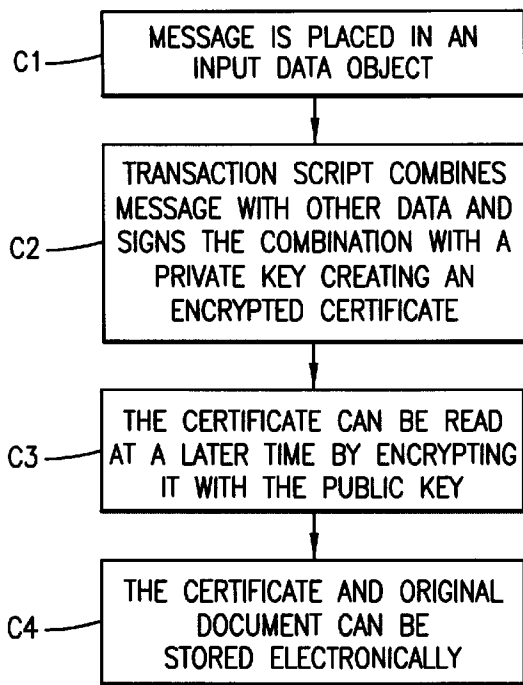 C1
MESSAGE IS PLACED IN AN
INPUT DATA OBJECT
C2
TRANSACTION SCRIPT COMBINES
MESSAGE WITH OTHER DATA AND
SIGNS THE COMBINATION WITH A
PRIVATE KEY CREATING AN
ENCRYPTED CERTIFICATE
C3
THE CERTIFICATE CAN BE READ
AT A LATER TIME BY ENCRYPTING
IT WITH THE PUBLIC KEY
C4
THE CERTIFICATE AND ORIGINAL
DOCUMENT CAN BE
STORED ELECTRONICALLY